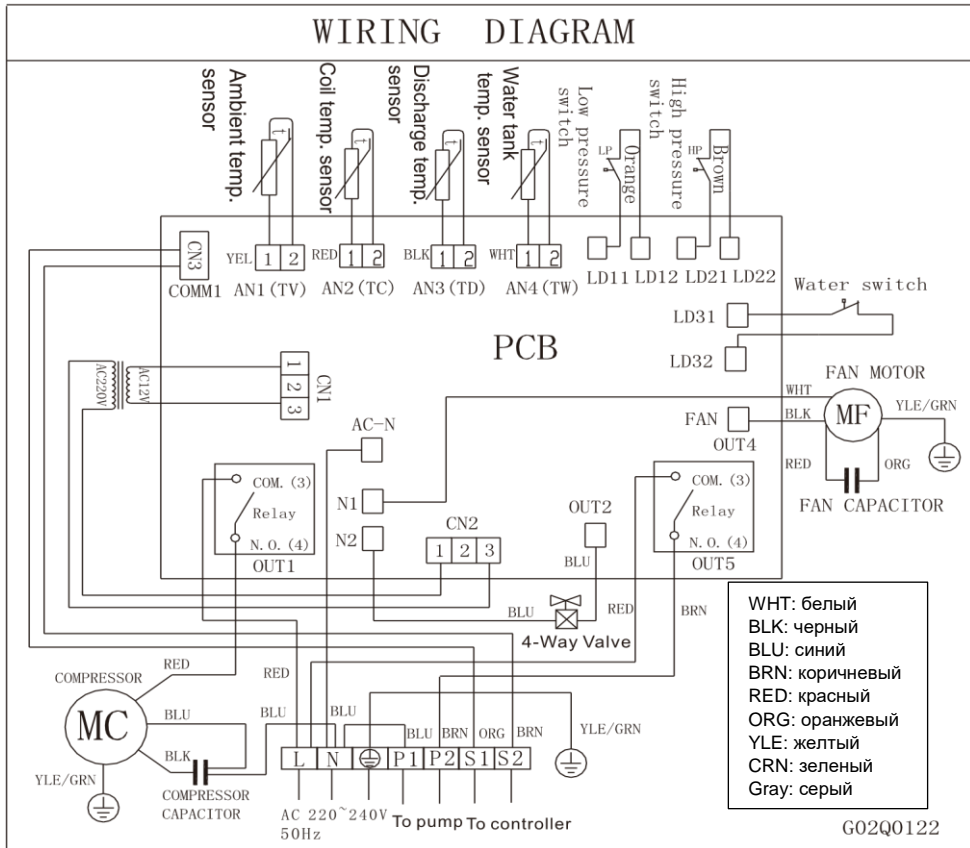 WIRING DIAGRAM
Ambient temp.
sensor
Coil temp. sensor
Discharge temp.
sensor
Water tank
temp. sensor
Low pressure
switch
High pressure
switch
t
t
t
t
LP
Orange
HP
Brown
CN3
COMM1
YEL 1 2
AN1(TV)
RED 1 2
AN2(TC)
BLK 1 2
AN3(TD)
WHT 1 2
AN4(TW)
LD11 LD12 LD21 LD22
Water switch
LD31
LD32
PCB
AC220V
AC12V
1
2
3
CN1
FAN MOTOR
WHT
BLK
MF
YLE/GRN
FAN
OUT4
RED
ORG
FAN CAPACITOR
AC-N
N1
N2
COM. (3)
Relay
N.O. (4)
OUT1
CN2
1 2 3
OUT2
BLU
COM. (3)
Relay
N.O. (4)
OUT5
BLU
4-Way Valve
RED
BRN
WHT: белый
BLK: черный
BLU: синий
BRN: коричневый
RED: красный
ORG: оранжевый
YLE: желтый
CRN: зеленый
Gray: серый
COMPRESSOR
MC
RED
BLU
BLK
YLE/GRN
COMPRESSOR
CAPACITOR
RED
BLU
BLU
BLU BRN ORG BRN
YLE/GRN
L N P1 P2 S1 S2
AC 220~240V
50Hz
To pump To controller
G02Q0122